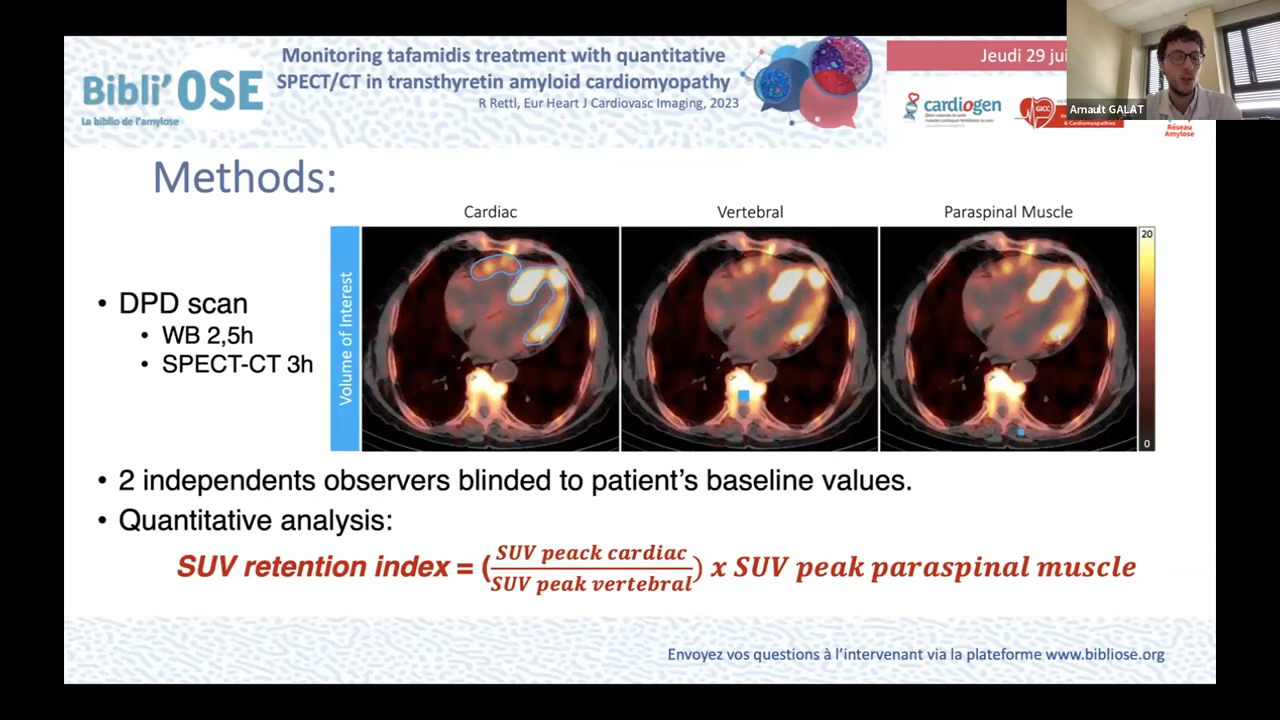 Monitoring tafamidis treatment with quantitative
SPECT/CT in transthyretin amyloid cardiomyopathy
R Rettl, Eur Heart J Cardiovasc Imaging, 2023
Bibli'OSE
La biblio de l'amylose
Jeudi 29
cardiogen
GICC
& Cardiomyopathies
Réseau
Amylose
Arnault GALAT
Methods:
Cardiac
Vertebral
Paraspinal Muscle
Volume of Interest
20
0
• DPD scan
• WB 2,5h
• SPECT-CT 3h
• 2 independents observers blinded to patient's baseline values.
• Quantitative analysis:
SUV retention index = (SUV peack cardiac / SUV peak vertebral) x SUV peak paraspinal muscle
Envoyez vos questions à l'intervenant via la plateforme www.bibliose.org